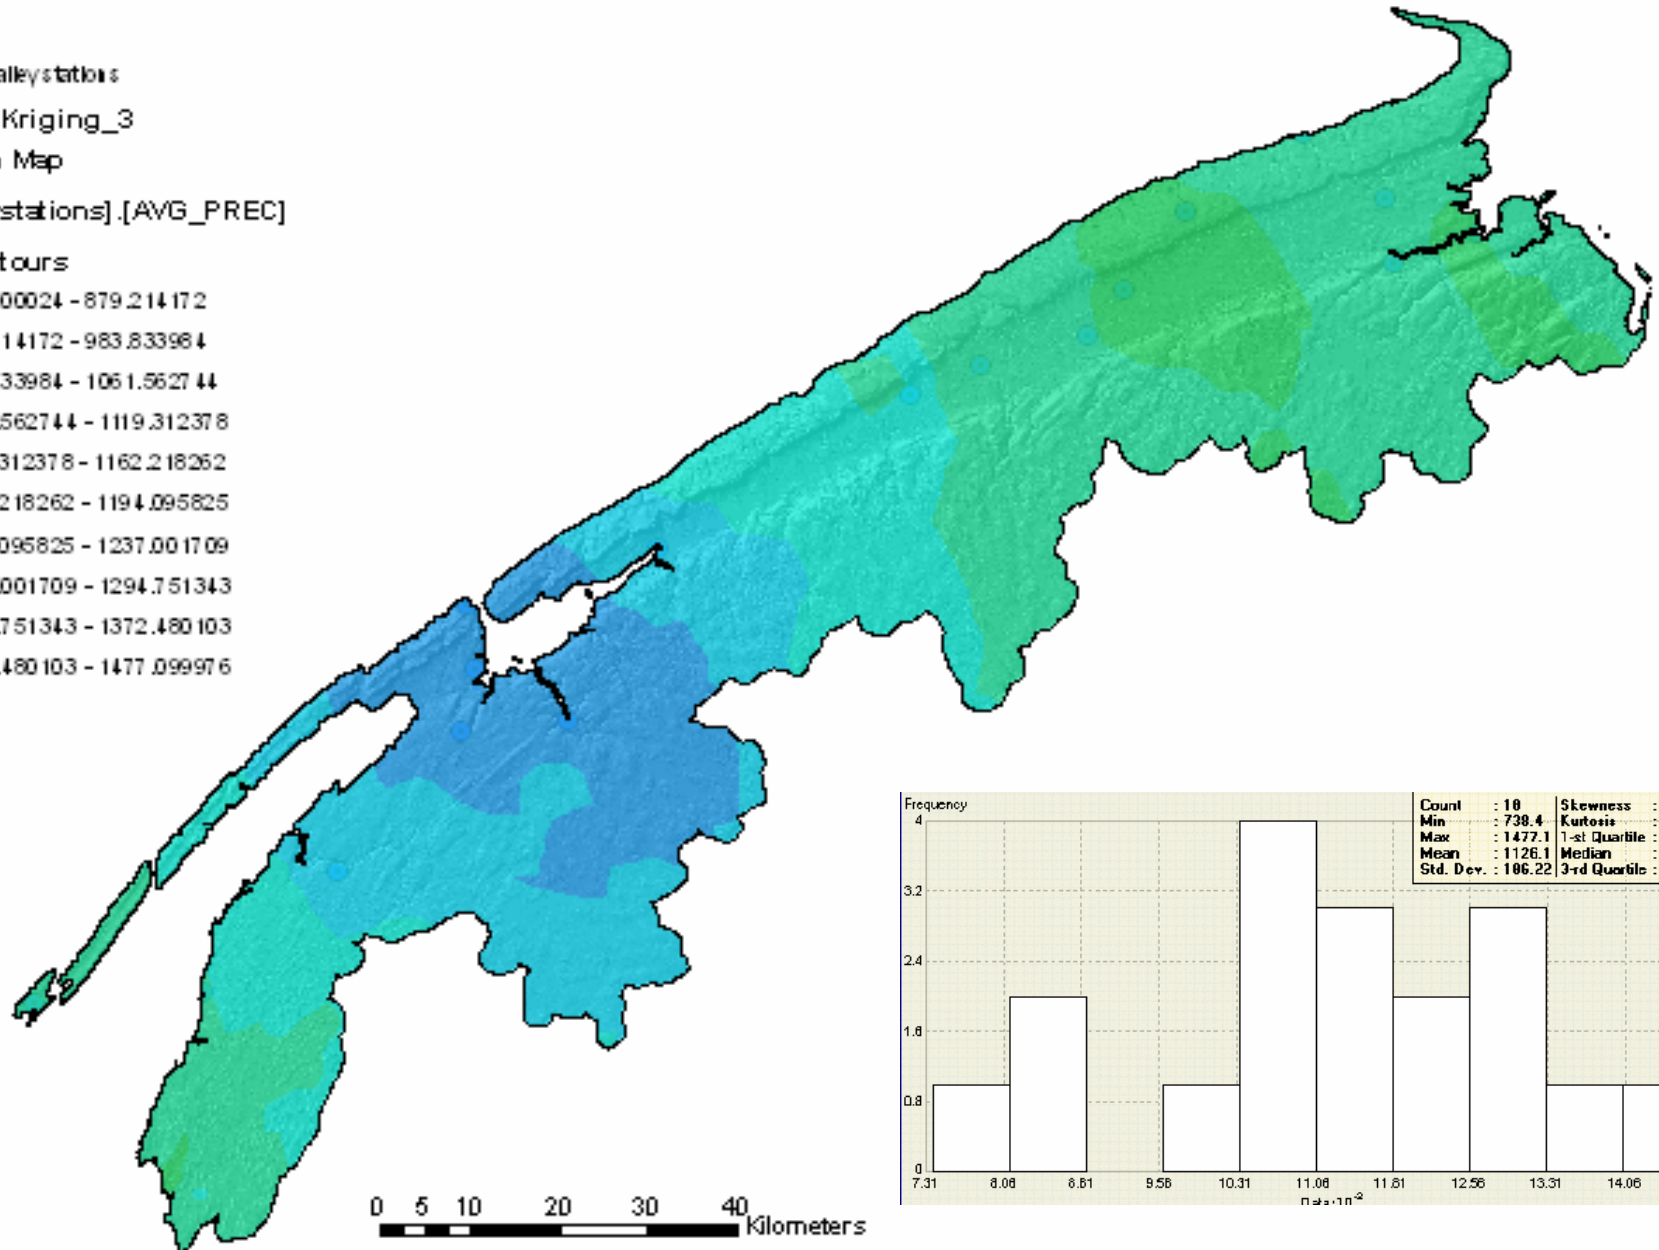 alleystations
Kriging_3
Map
stations].[AVG_PREC]
tours
00024 - 879.214172
14172 - 983.833984
33984 - 1061.562744
562744 - 1119.312378
312378 - 1162.218262
218262 - 1194.095825
095825 - 1237.001709
001709 - 1294.751343
751343 - 1372.480103
480103 - 1477.099976
Frequency
Count : 18 Skewness :
Min : 738.4 Kurtosis :
Max : 1477.1 1-st Quartile :
Mean : 1126.1 Median :
Std. Dev. : 186.22 3-rd Quartile :
4
3.2
2.4
1.6
0.8
0
7.31 8.06 8.81 9.56 10.31 11.06 11.81 12.56 13.31 14.06
Data·10⁻²
0 5 10 20 30 40
Kilometers